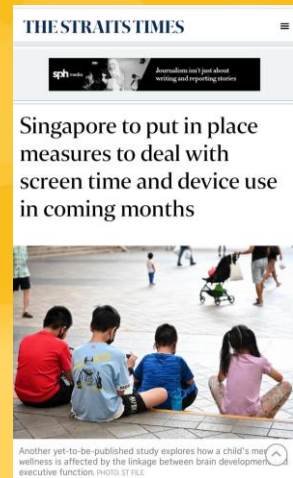 THE STRAITS TIMES
sph media
Journalism isn't just about
writing and reporting stories
Singapore to put in place
measures to deal with
screen time and device use
in coming months
Another yet-to-be-published study explores how a child's
wellness is affected by the linkage between brain
executive function. PHOTO: ST FILE